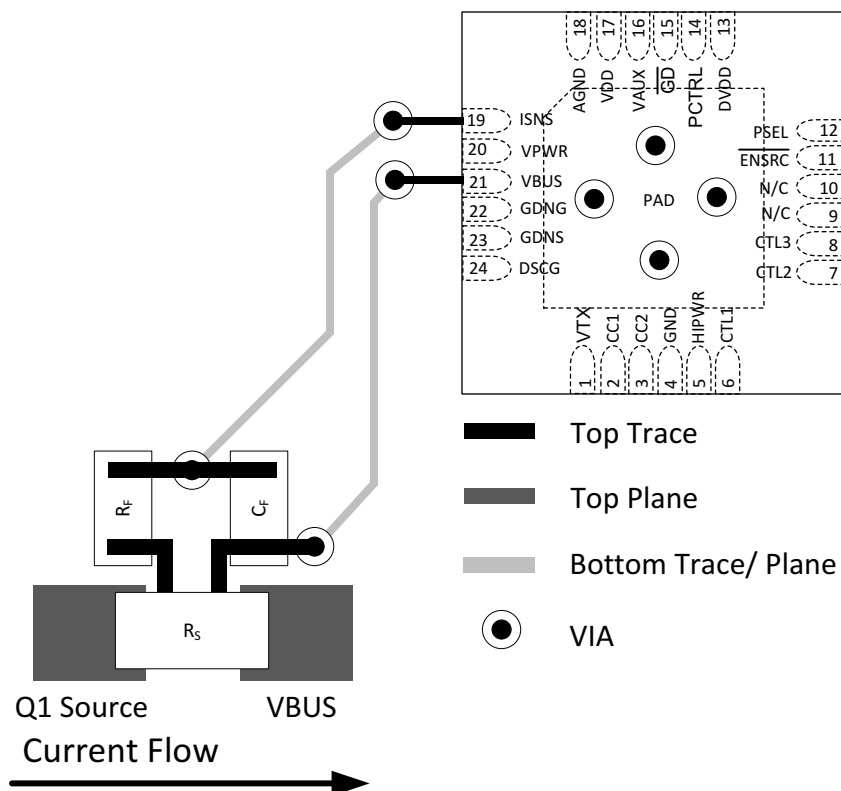 18 17 16 15 14 13
AGND VDD VAUX GD PCTRL DVDD
19 ISNS
20 VPWR
21 VBUS
22 GDNG
23 GDNS
24 DSCG
PSEL 12
ENSRC 11
N/C 10
N/C 9
CTL3 8
CTL2 7
PAD
VTX CC1 CC2 GND HIPWR CTL1
1 2 3 4 5 6
Top Trace
Top Plane
Bottom Trace/ Plane
VIA
RF CF
RS
Q1 Source VBUS
Current Flow